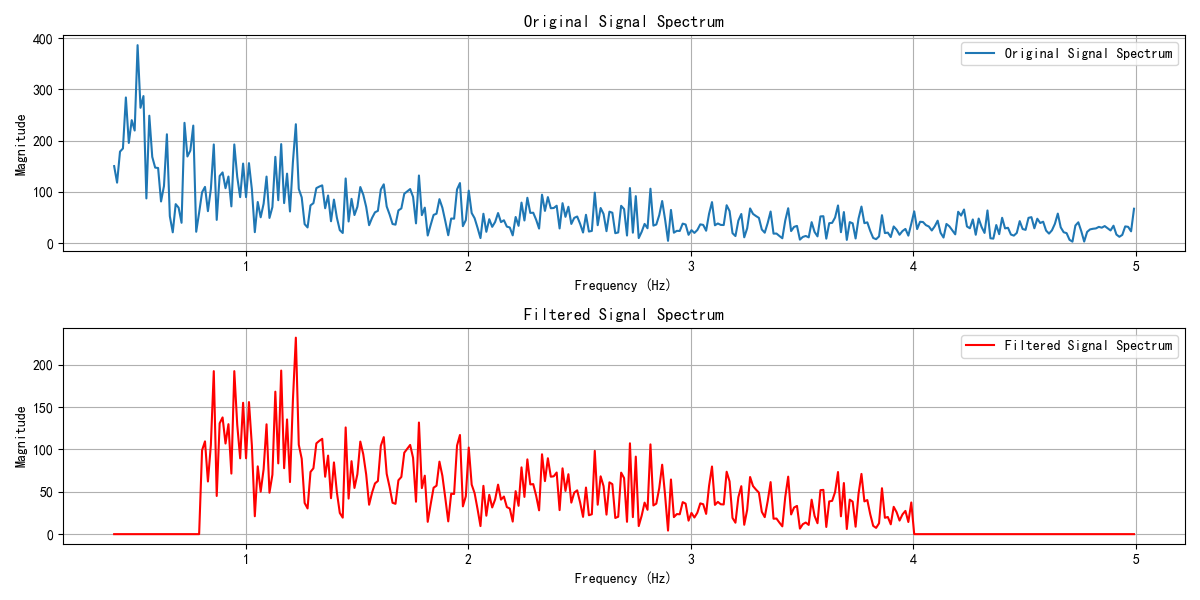 Original Signal Spectrum
400
300
200
100
0
Magnitude
Original Signal Spectrum
1 2 3 4 5
Frequency (Hz)
Filtered Signal Spectrum
200
150
100
50
0
Magnitude
Filtered Signal Spectrum
1 2 3 4 5
Frequency (Hz)